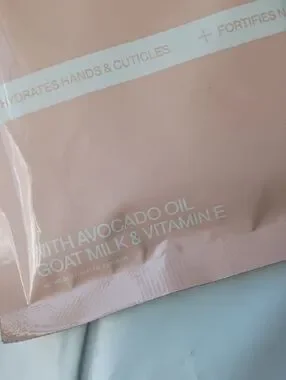 HYDRATES HANDS & CUTICLES + FORTIFIES
WITH AVOCADO OIL
GOAT MILK & VITAMIN E